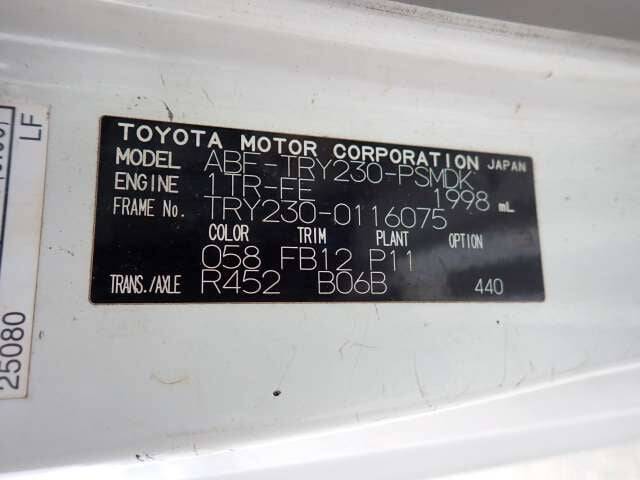 TOYOTA MOTOR CORPORATION JAPAN
MODEL ABF-TRY230-PSMDK
ENGINE 1TR-FE 1998 mL
FRAME No. TRY230-0116075
COLOR TRIM PLANT OPTION
058 FB12 P11
TRANS./AXLE R452 B06B 440
LF
25080